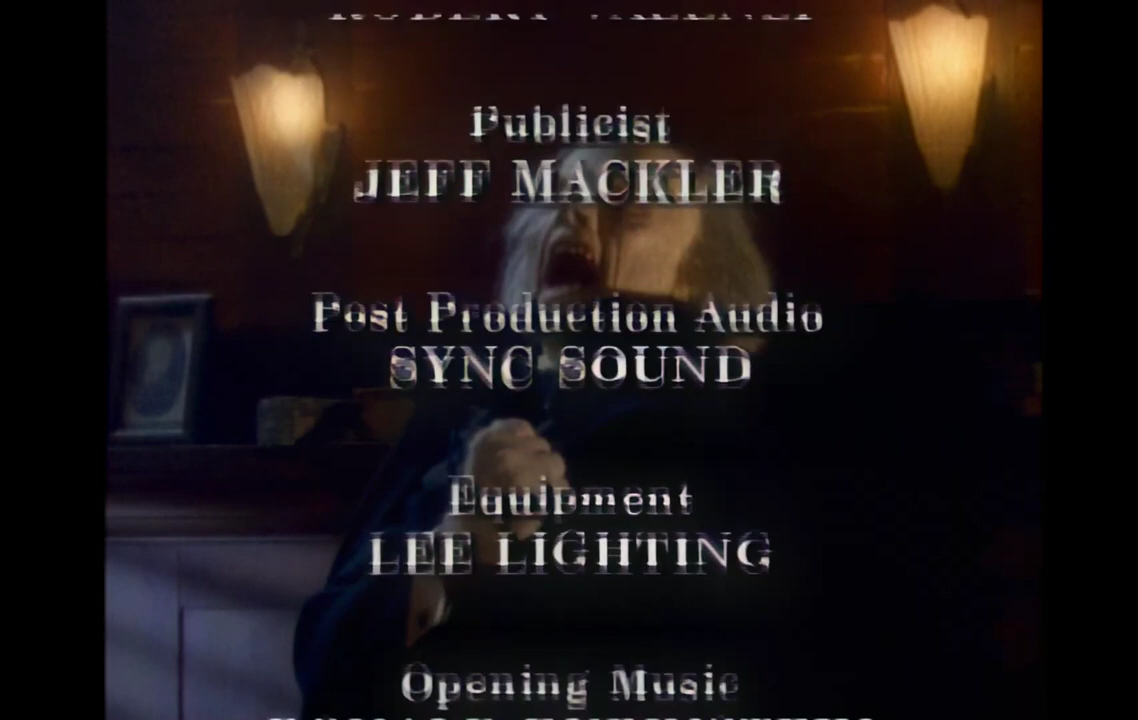 Publicist
JEFF MACKLER
Post Production Audio
SYNC SOUND
Equipment
LEE LIGHTING
Opening Music